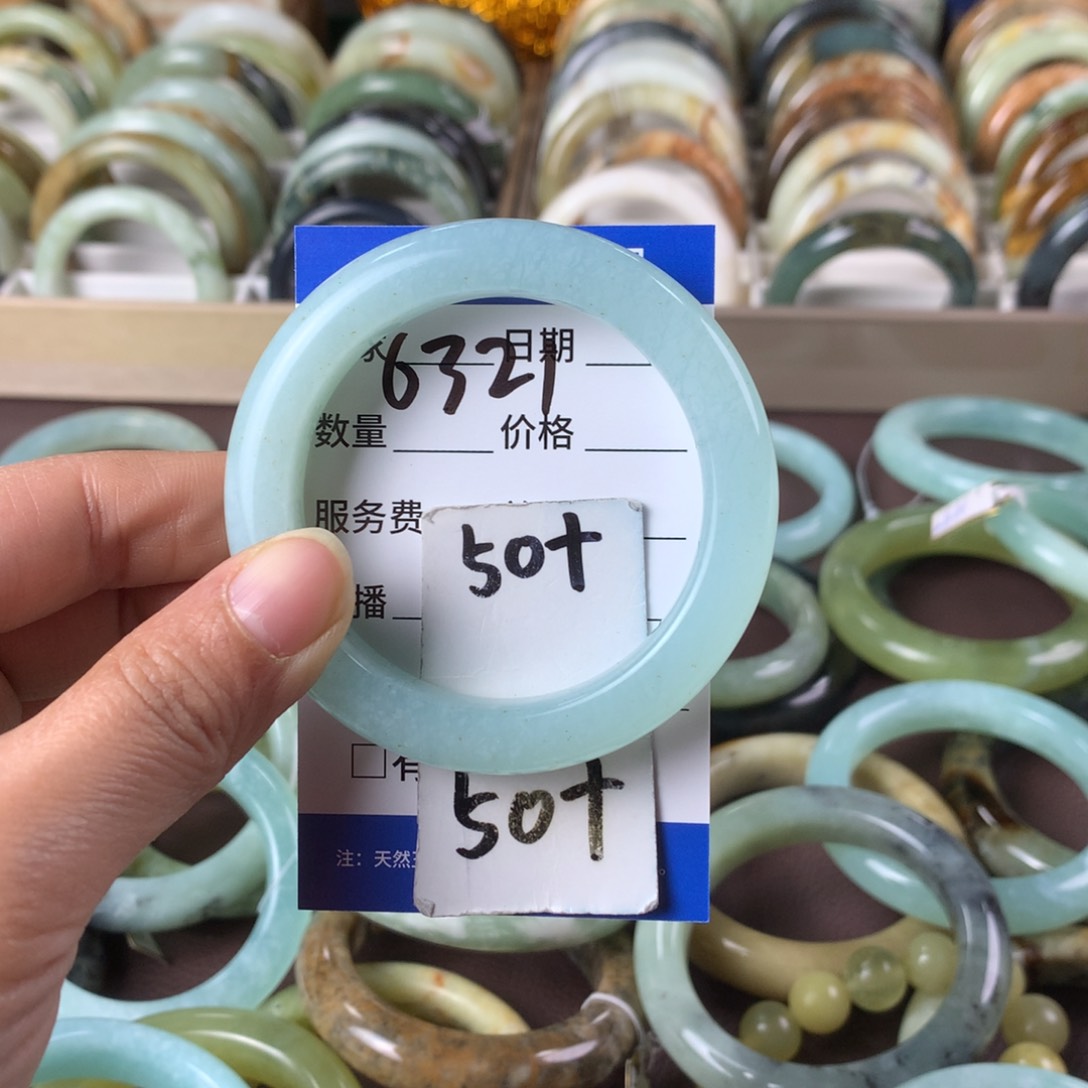 6321 日期
数量 价格
服务费
50+
播
50+
注：天然